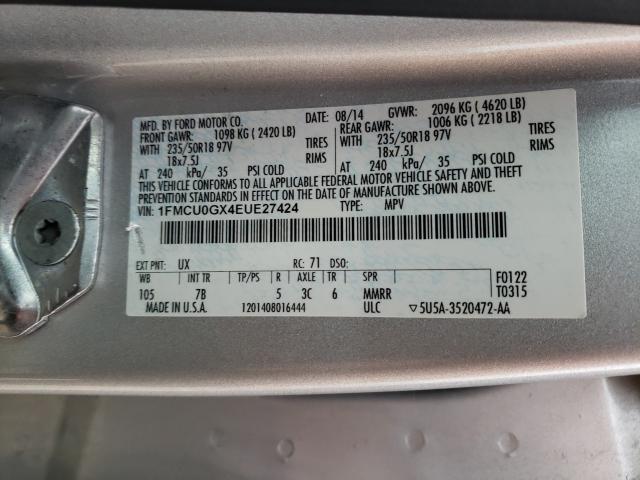 MFD. BY FORD MOTOR CO. DATE: 08/14 GVWR: 2096 KG ( 4620 LB)
FRONT GAWR: 1098 KG ( 2420 LB) REAR GAWR: 1006 KG ( 2218 LB)
WITH 235/50R18 97V TIRES WITH 235/50R18 97V TIRES
18x7.5J RIMS 18x7.5J RIMS
AT 240 kPa/ 35 PSI COLD AT 240 kPa/ 35 PSI COLD
THIS VEHICLE CONFORMS TO ALL APPLICABLE FEDERAL MOTOR VEHICLE SAFETY AND THEFT
PREVENTION STANDARDS IN EFFECT ON THE DATE OF MANUFACTURE SHOWN ABOVE.
VIN: 1FMCU0GX4EUE27424 TYPE: MPV
EXT PNT: UX RC: 71 DSO:
WB INT TR TP/PS R AXLE TR SPR F0122
105 7B 5 3C 6 MMRR T0315
MADE IN U.S.A. 1201408016444 ULC ▽5U5A-3520472-AA